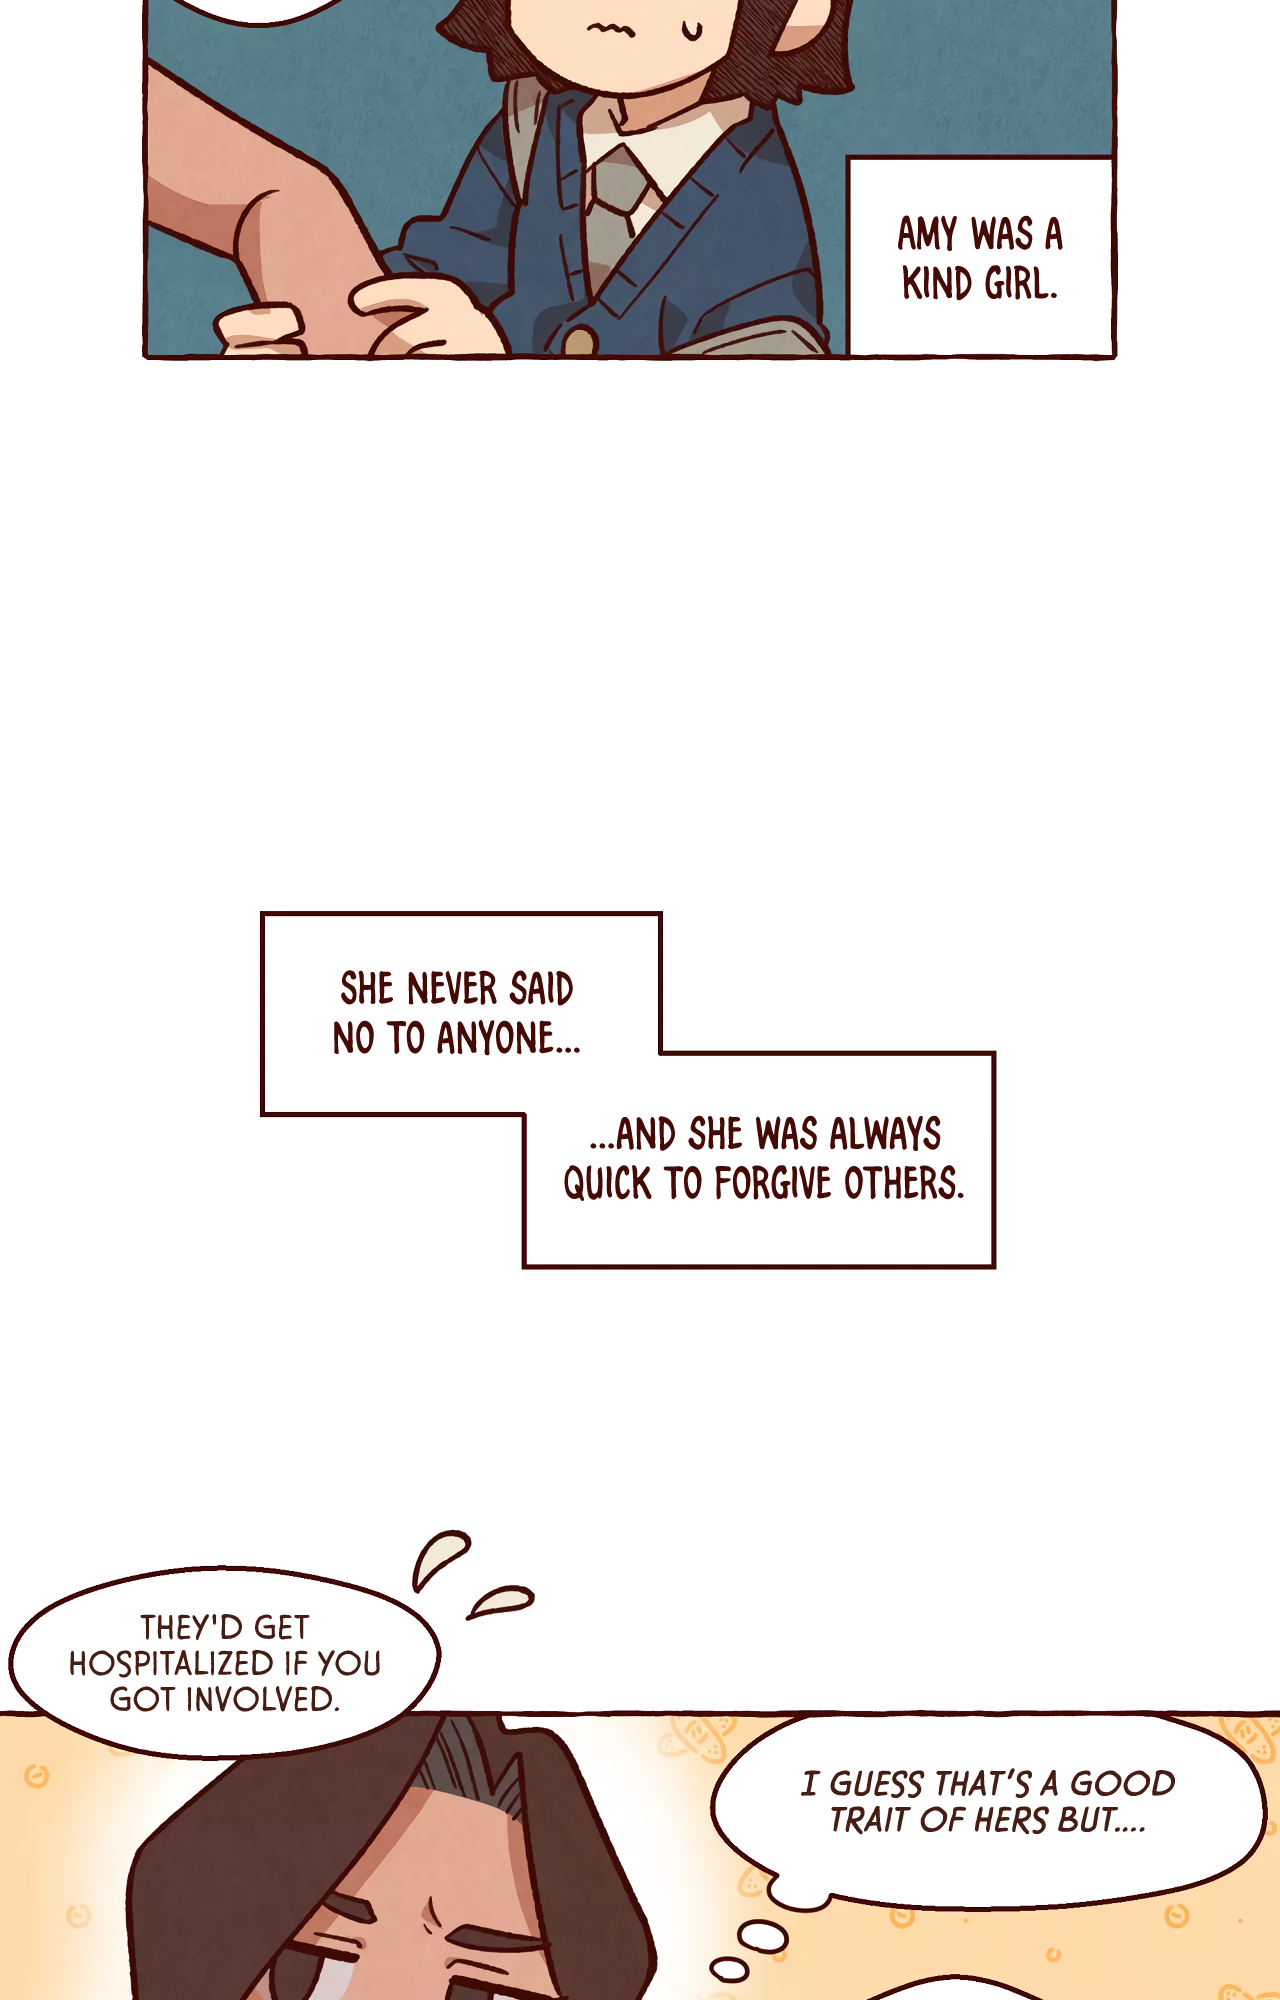 AMY WAS A
KIND GIRL.
SHE NEVER SAID
NO TO ANYONE...
...AND SHE WAS ALWAYS
QUICK TO FORGIVE OTHERS.
THEY'D GET
HOSPITALIZED IF YOU
GOT INVOLVED.
I GUESS THAT'S A GOOD
TRAIT OF HERS BUT....